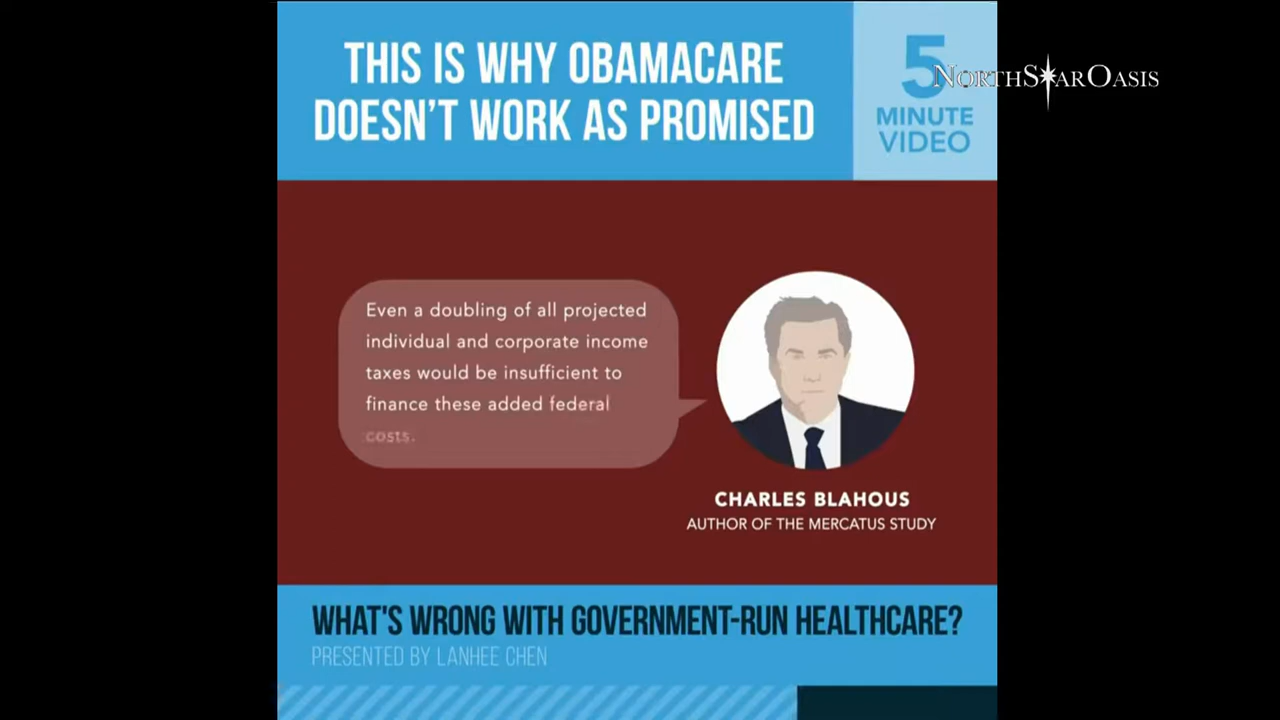 THIS IS WHY OBAMACARE
DOESN'T WORK AS PROMISED
5
MINUTE
VIDEO
NORTHSTAROASIS
Even a doubling of all projected
individual and corporate income
taxes would be insufficient to
finance these added federal
costs.
CHARLES BLAHOUS
AUTHOR OF THE MERCATUS STUDY
WHAT'S WRONG WITH GOVERNMENT-RUN HEALTHCARE?
PRESENTED BY LANHEE CHEN